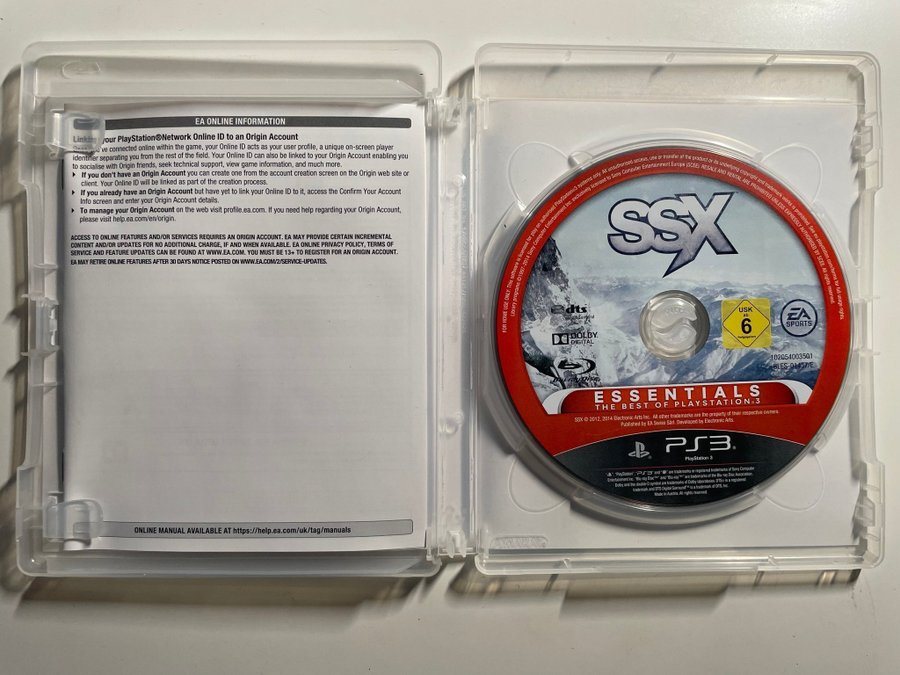 EA ONLINE INFORMATION
your PlayStation®Network Online ID to an Origin Account
you've connected online within the game, your Online ID acts as your user profile, a unique on-screen player
identifier separating you from the rest of the field. Your Online ID can also be linked to your Origin Account enabling you
to socialise with Origin friends, seek technical support, view game information, and much more.
If you don't have an Origin Account you can create one from the account creation screen on the Origin web site or
client. Your Online ID will be linked as part of the creation process.
If you already have an Origin Account but have yet to link your Online ID to it, access the Confirm Your Account
Info screen and enter your Origin Account details.
To manage your Origin Account on the web visit profile.ea.com. If you need help regarding your Origin Account,
please visit help.ea.com/en/origin.
ACCESS TO ONLINE FEATURES AND/OR SERVICES REQUIRES AN ORIGIN ACCOUNT. EA MAY PROVIDE CERTAIN INCREMENTAL
CONTENT AND/OR UPDATES FOR NO ADDITIONAL CHARGE, IF AND WHEN AVAILABLE. EA ONLINE PRIVACY POLICY, TERMS OF
SERVICE AND FEATURE UPDATES CAN BE FOUND AT WWW.EA.COM. YOU MUST BE 13+ TO REGISTER FOR AN ORIGIN ACCOUNT.
EA MAY RETIRE ONLINE FEATURES AFTER 30 DAYS NOTICE POSTED ON WWW.EA.COM/2/SERVICE-UPDATES.
ONLINE MANUAL AVAILABLE AT https://help.ea.com/uk/tag/manuals
SSX
dts
DOLBY
DIGITAL
USK
ab
6
EA
SPORTS
ESSENTIALS
THE BEST OF PLAYSTATION®3
SSX © 2012, 2014 Electronic Arts Inc. All other trademarks are the property of their respective owners.
Published by EA Swiss Sàrl. Developed by Electronic Arts.
PS3
PlayStation 3
Made in Austria. All rights reserved.